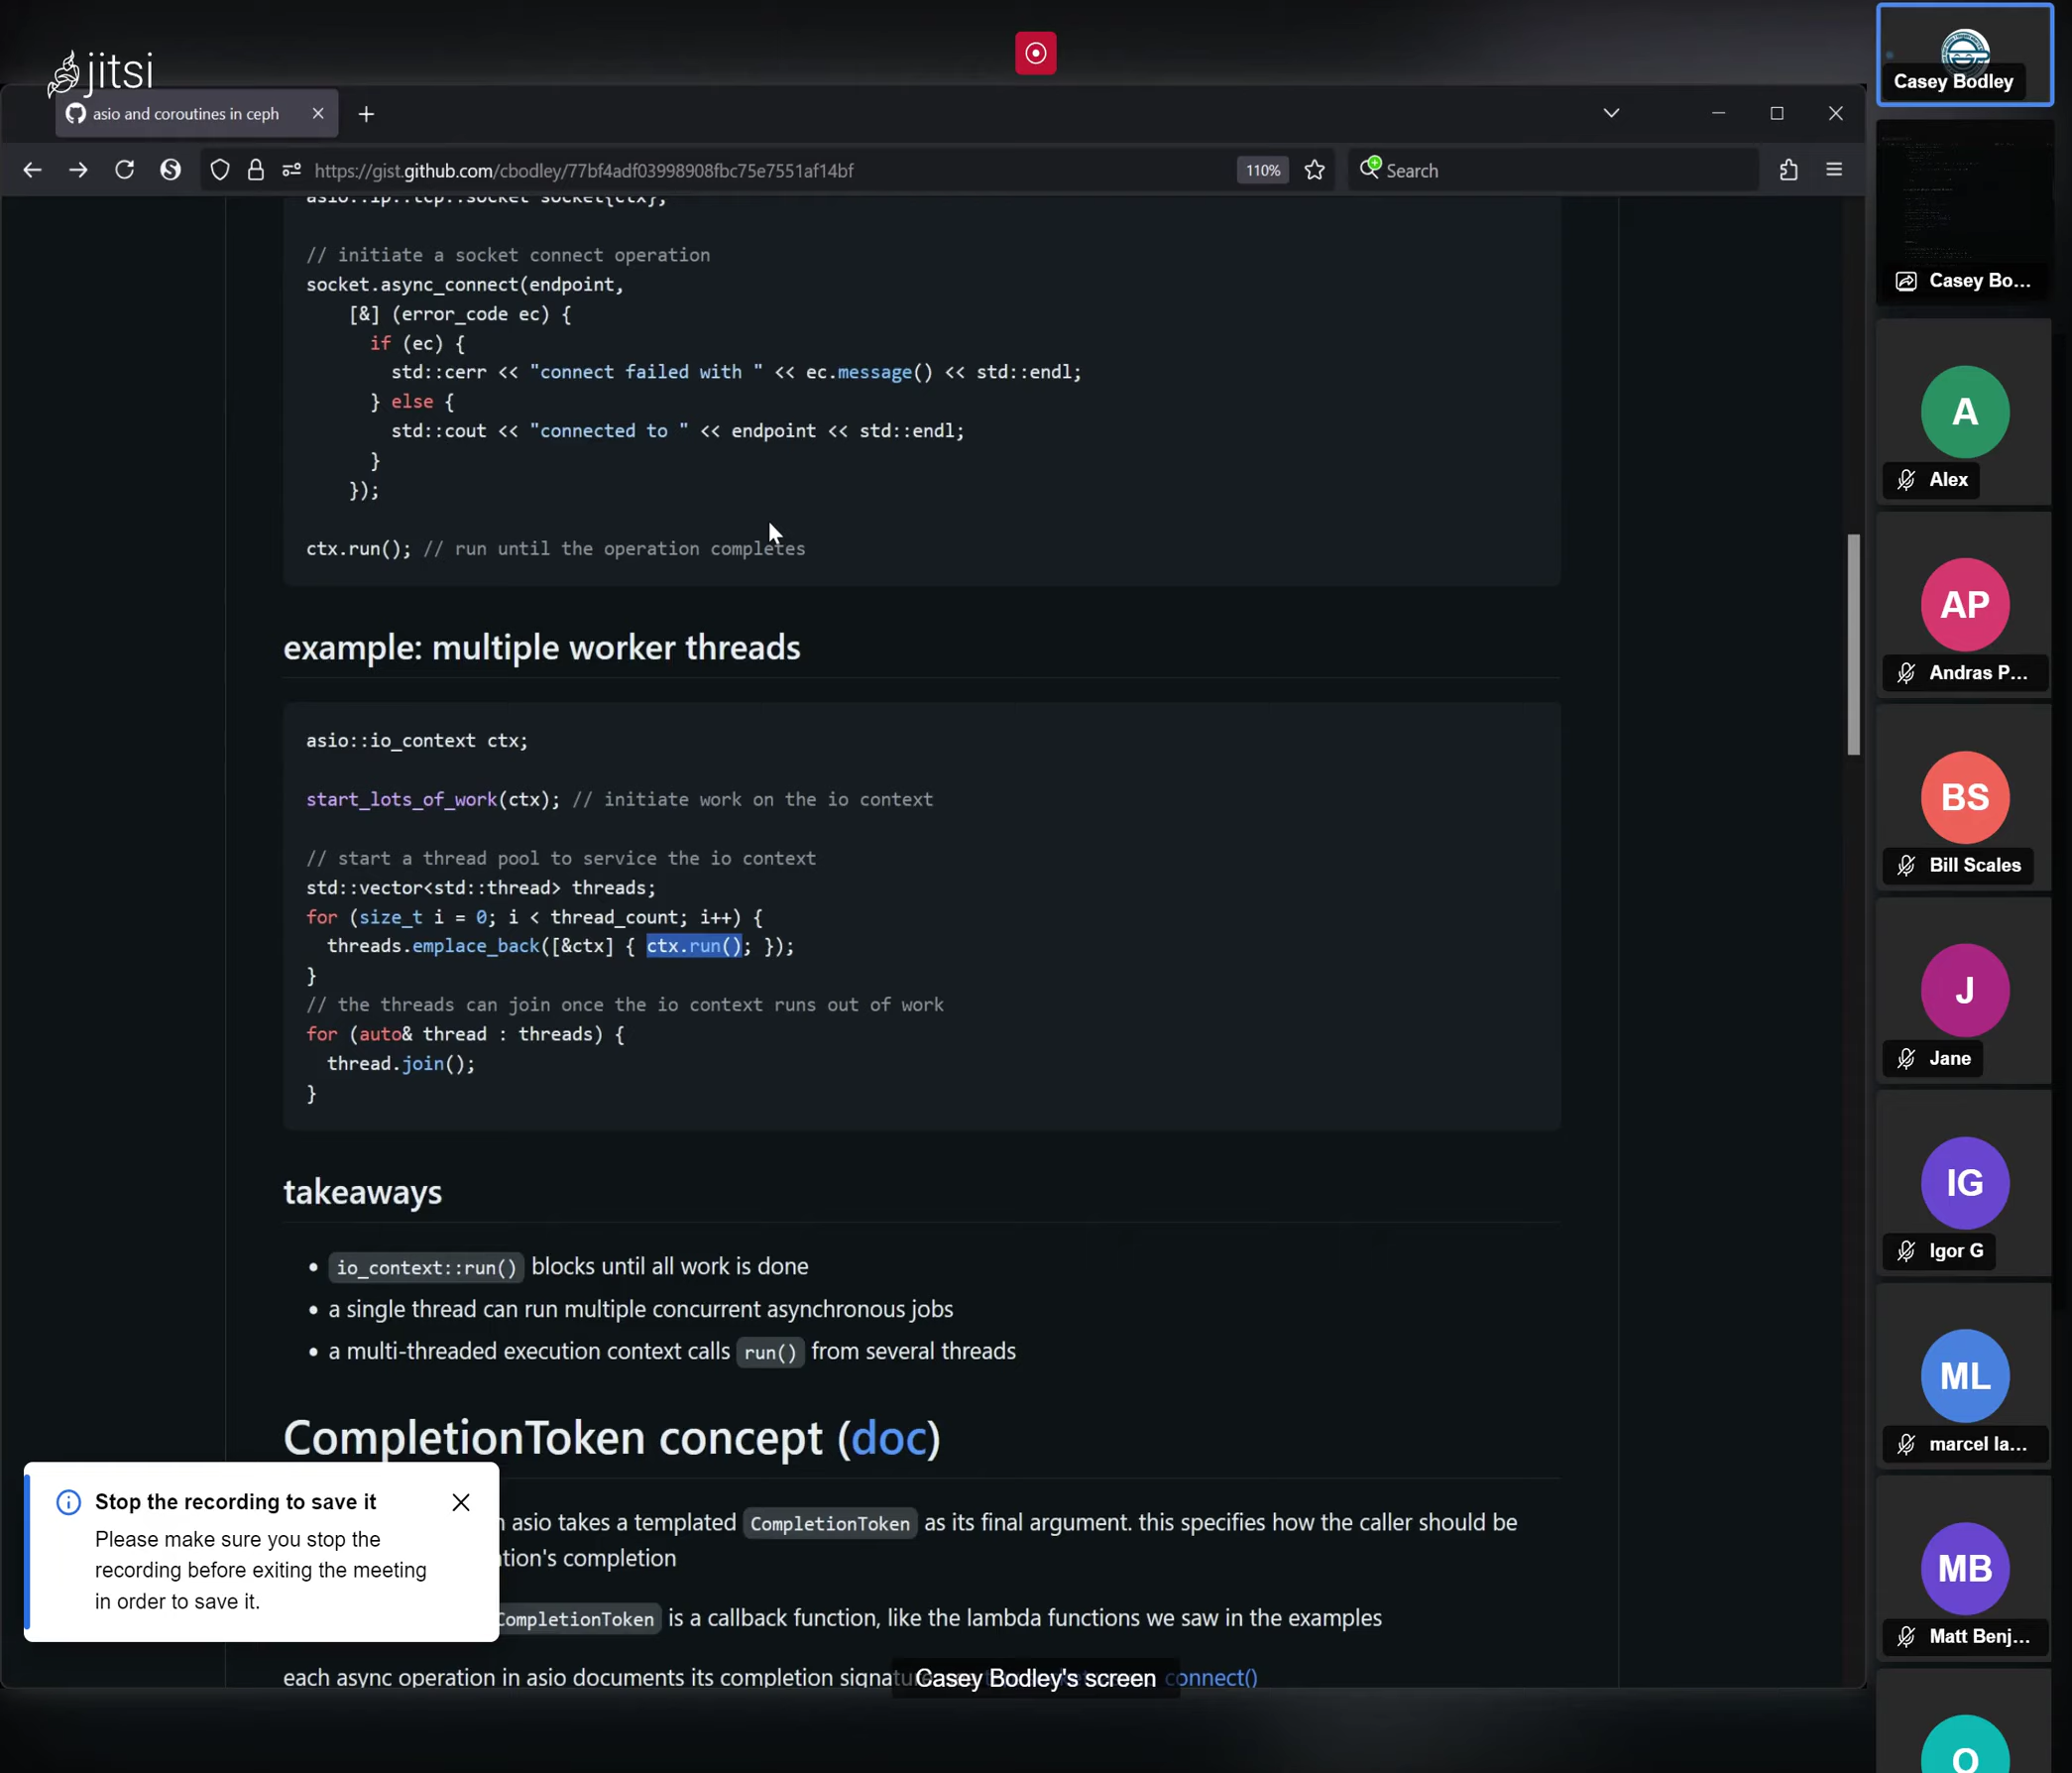 jitsi
asio and coroutines in ceph
https://gist.github.com/cbodley/77bf4adf03998908fbc75e7551af14bf
110%
Search
asio::ip::tcp::socket socket{ctx};
// initiate a socket connect operation
socket.async_connect(endpoint,
[&] (error_code ec) {
if (ec) {
std::cerr << "connect failed with " << ec.message() << std::endl;
} else {
std::cout << "connected to " << endpoint << std::endl;
}
});
ctx.run(); // run until the operation completes
example: multiple worker threads
asio::io_context ctx;
start_lots_of_work(ctx); // initiate work on the io context
// start a thread pool to service the io context
std::vector<std::thread> threads;
for (size_t i = 0; i < thread_count; i++) {
threads.emplace_back([&ctx] { ctx.run(); });
}
// the threads can join once the io context runs out of work
for (auto& thread : threads) {
thread.join();
}
takeaways
• io_context::run() blocks until all work is done
• a single thread can run multiple concurrent asynchronous jobs
• a multi-threaded execution context calls run() from several threads
CompletionToken concept (doc)
asio takes a templated CompletionToken as its final argument. this specifies how the caller should be
tion's completion
CompletionToken is a callback function, like the lambda functions we saw in the examples
each async operation in asio documents its completion signature connect()
Stop the recording to save it
Please make sure you stop the
recording before exiting the meeting
in order to save it.
Casey Bodley's screen
Casey Bodley
Casey Bo...
A
Alex
AP
Andras P...
BS
Bill Scales
J
Jane
IG
Igor G
ML
marcel la...
MB
Matt Benj...